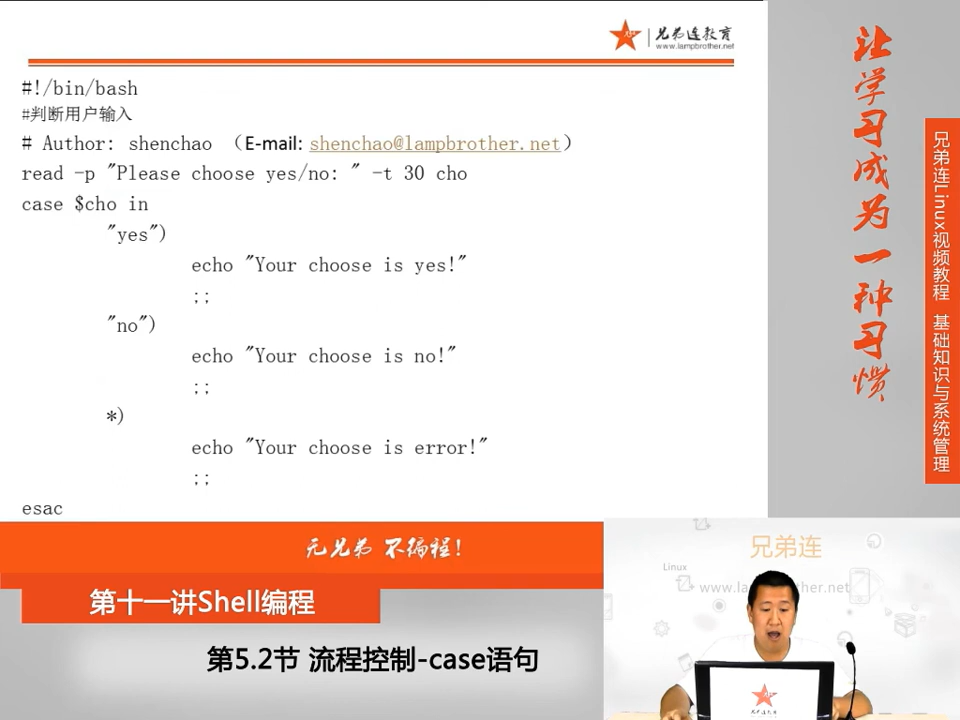 兄弟连教育
www.lampbrother.net
#!/bin/bash
#判断用户输入
# Author: shenchao （E-mail: shenchao@lampbrother.net）
read -p "Please choose yes/no: " -t 30 cho
case $cho in
"yes")
echo "Your choose is yes!"
;;
"no")
echo "Your choose is no!"
;;
*)
echo "Your choose is error!"
;;
esac
让学习成为一种习惯
兄弟连Linux视频教程 基础知识与系统管理
无兄弟 不编程!
第十一讲Shell编程
第5.2节 流程控制-case语句
兄弟连
Linux